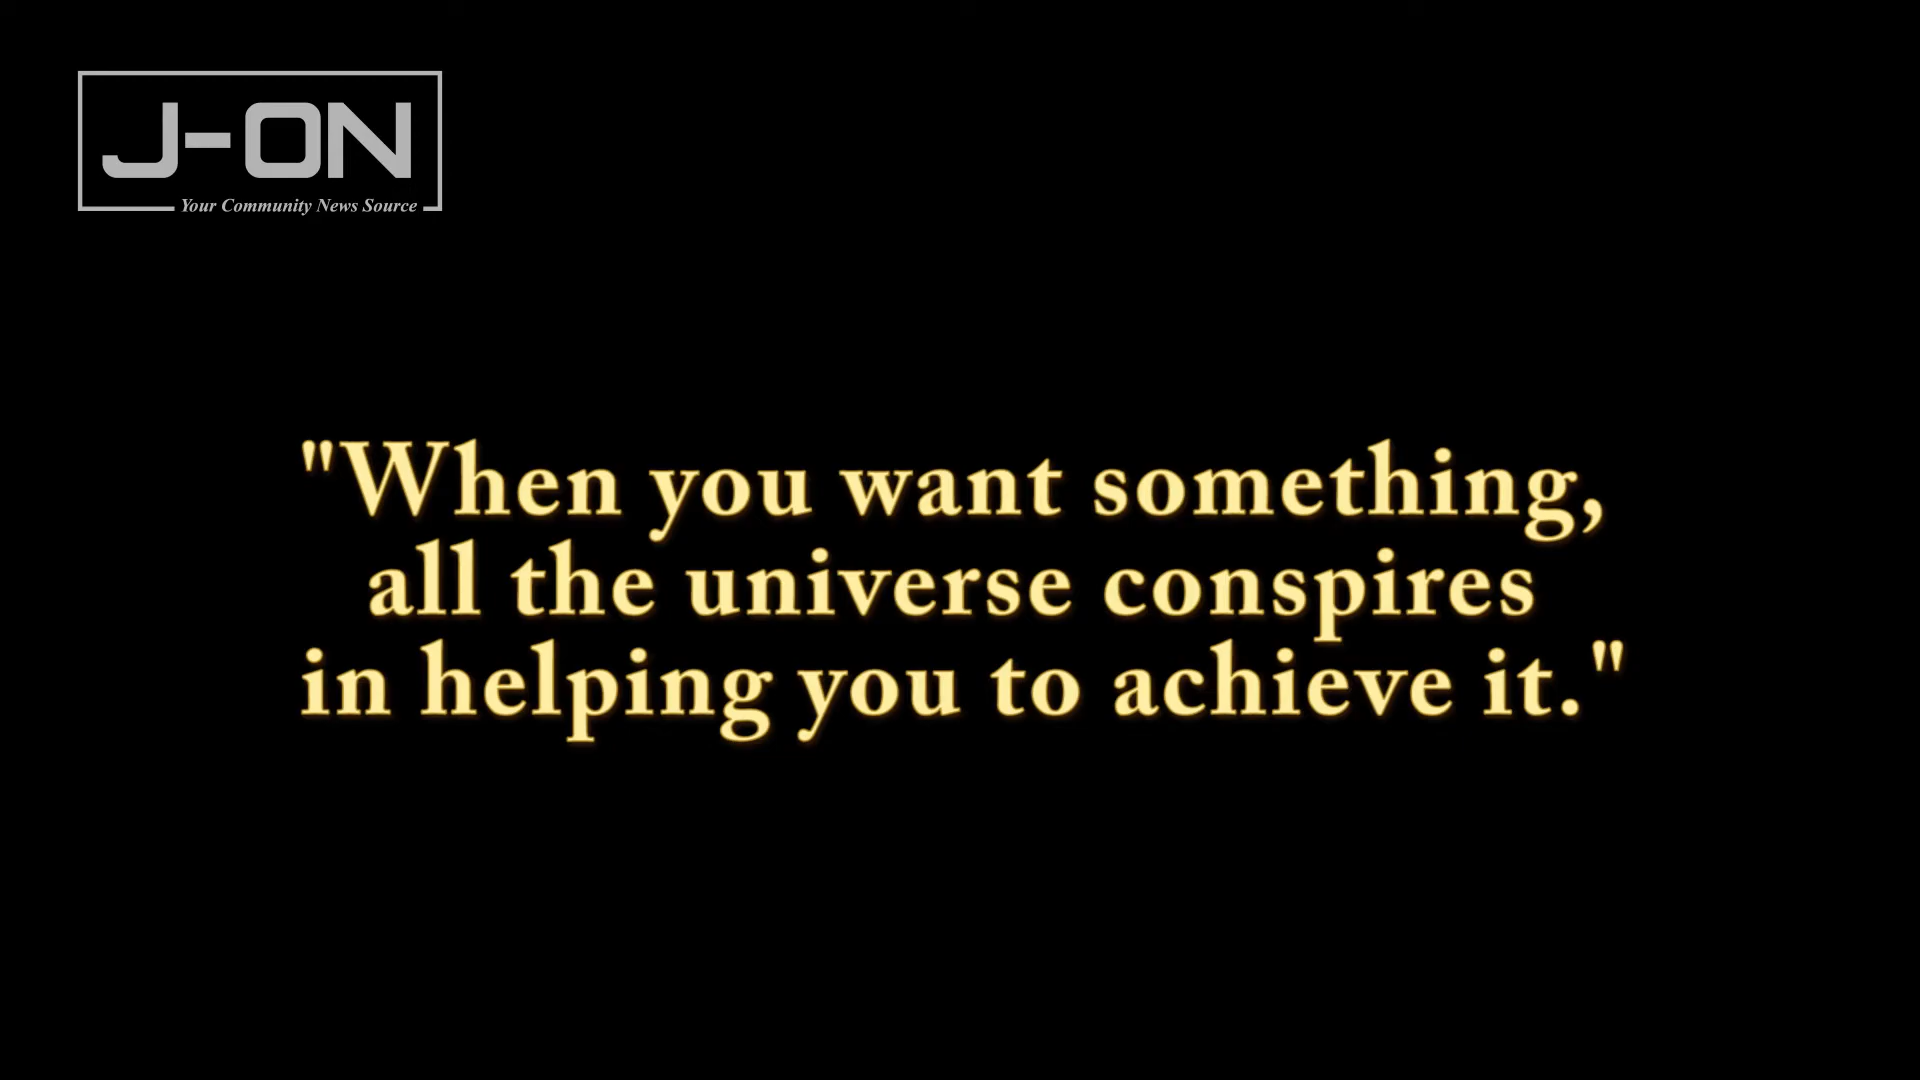 J-ON
Your Community News Source
"When you want something,
all the universe conspires
in helping you to achieve it."